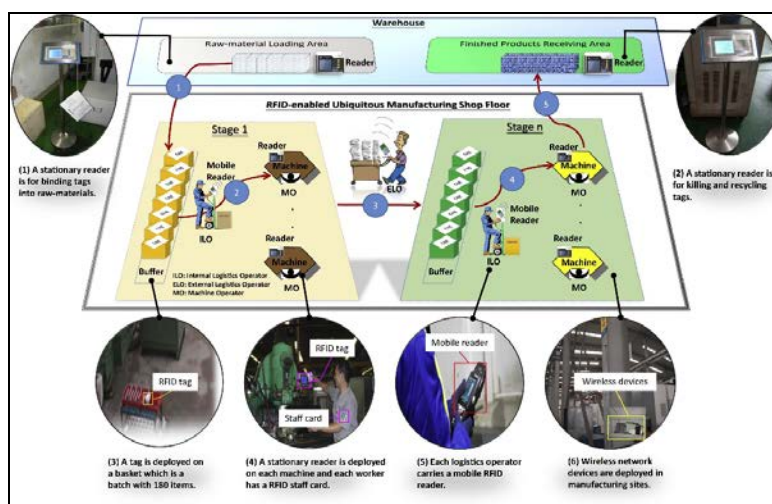 Warehouse
Raw-material Loading Area
Reader
Finished Products Receiving Area
Reader
1
5
RFID-enabled Ubiquitous Manufacturing Shop Floor
Stage 1
Reader
Machine
MO
Mobile
Reader
2
ILO
Reader
Machine
MO
Buffer
ILO: Internal Logistics Operator
ELO: External Logistics Operator
MO: Machine Operator
ELO
3
Stage n
Reader
Machine
MO
4
Mobile
Reader
ILO
Reader
Machine
MO
Buffer
(1) A stationary reader
is for binding tags
into raw-materials.
(2) A stationary reader is
for killing and recycling
tags.
RFID tag
(3) A tag is deployed on
a basket which is a
batch with 180 items.
RFID tag
Staff card
(4) A stationary reader is deployed
on each machine and each worker
has a RFID staff card.
Mobile reader
(5) Each logistics operator
carries a mobile RFID
reader.
Wireless devices
(6) Wireless network
devices are deployed in
manufacturing sites.